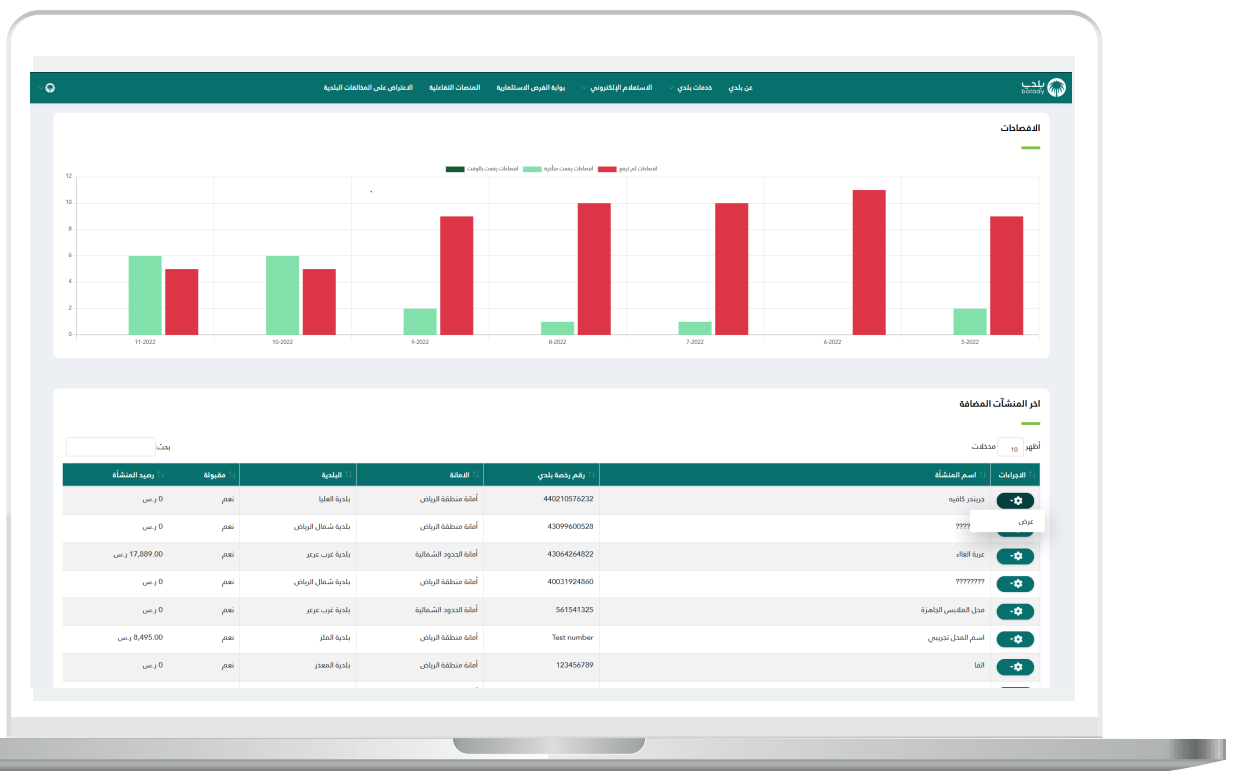 بلدي
balady
عن بلدي خدمات بلدي الاستعلام الإلكتروني بوابة الفرص الاستثمارية المنصات التفاعلية الاعتراض على المخالفات البلدية
الافصاحات
افصاحات لم ترفع افصاحات رفعت متأخرة افصاحات رفعت بالوقت
12
10
8
6
4
2
0
11-2022 10-2022 9-2022 8-2022 7-2022 6-2022 5-2022
اخر المنشآت المضافة
أظهر 10 مدخلات بحث:
الاجراءات اسم المنشأة رقم رخصة بلدي الامانة البلدية مقبولة رصيد المنشأة
جريندر كافيه 440210576232 أمانة منطقة الرياض بلدية العليا نعم 0 ر.س
عرض
???? 43099600528 أمانة منطقة الرياض بلدية شمال الرياض نعم 0 ر.س
عربة الغااء 43064264822 أمانة الحدود الشمالية بلدية غرب عرعر نعم 17,889.00 ر.س
???????? 40031924860 أمانة منطقة الرياض بلدية شمال الرياض نعم 0 ر.س
محل الملابس الجاهزة 561541325 أمانة الحدود الشمالية بلدية غرب عرعر نعم 0 ر.س
اسم المحل تجريبي Test number أمانة منطقة الرياض بلدية الملز نعم 8,495.00 ر.س
الفا 123456789 أمانة منطقة الرياض بلدية المعذر نعم 0 ر.س